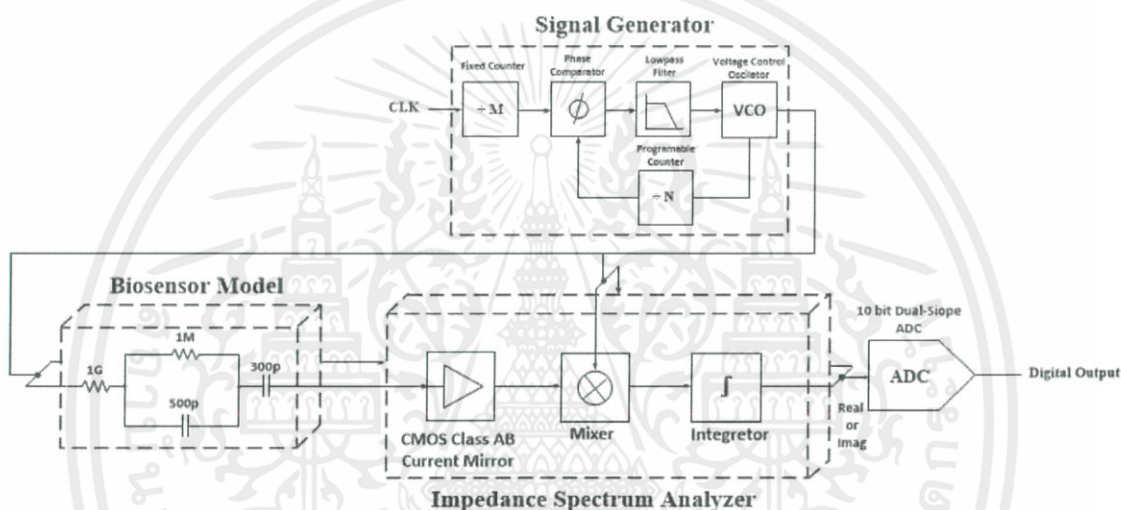 Signal Generator
Fixed Counter
Phase
Comparator
Lowpass
Filter
Voltage Control
Oscilator
CLK
÷M
ϕ
VCO
Programable
Counter
÷N
Biosensor Model
1G
1M
500p
300p
CMOS Class AB
Current Mirror
Mixer
∫
Integretor
Impedance Spectrum Analyzer
Real
or
Imag
10 bit Dual-Slope
ADC
ADC
Digital Output